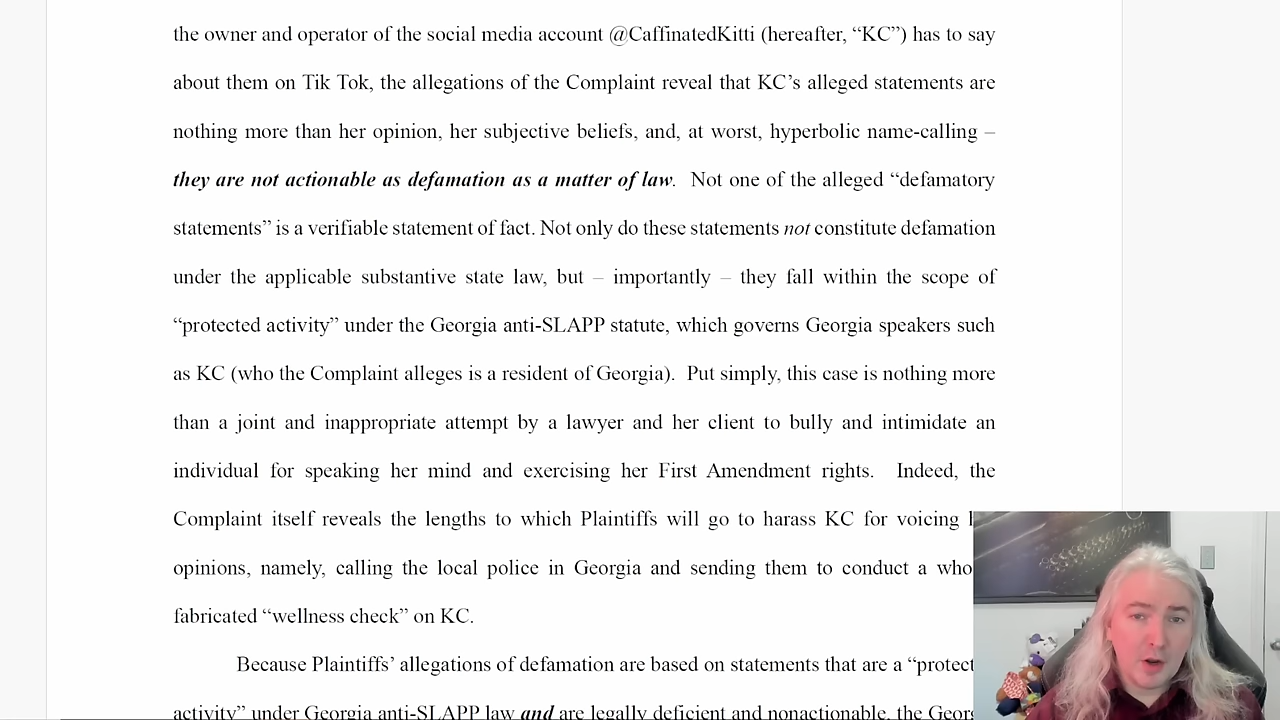 the owner and operator of the social media account @CaffinatedKitti (hereafter, “KC”) has to say
about them on Tik Tok, the allegations of the Complaint reveal that KC’s alleged statements are
nothing more than her opinion, her subjective beliefs, and, at worst, hyperbolic name-calling –
they are not actionable as defamation as a matter of law. Not one of the alleged “defamatory
statements” is a verifiable statement of fact. Not only do these statements not constitute defamation
under the applicable substantive state law, but – importantly – they fall within the scope of
“protected activity” under the Georgia anti-SLAPP statute, which governs Georgia speakers such
as KC (who the Complaint alleges is a resident of Georgia). Put simply, this case is nothing more
than a joint and inappropriate attempt by a lawyer and her client to bully and intimidate an
individual for speaking her mind and exercising her First Amendment rights. Indeed, the
Complaint itself reveals the lengths to which Plaintiffs will go to harass KC for voicing
opinions, namely, calling the local police in Georgia and sending them to conduct a
fabricated “wellness check” on KC.
Because Plaintiffs’ allegations of defamation are based on statements that are a
activity” under Georgia anti-SLAPP law and are legally deficient and nonactionable, the